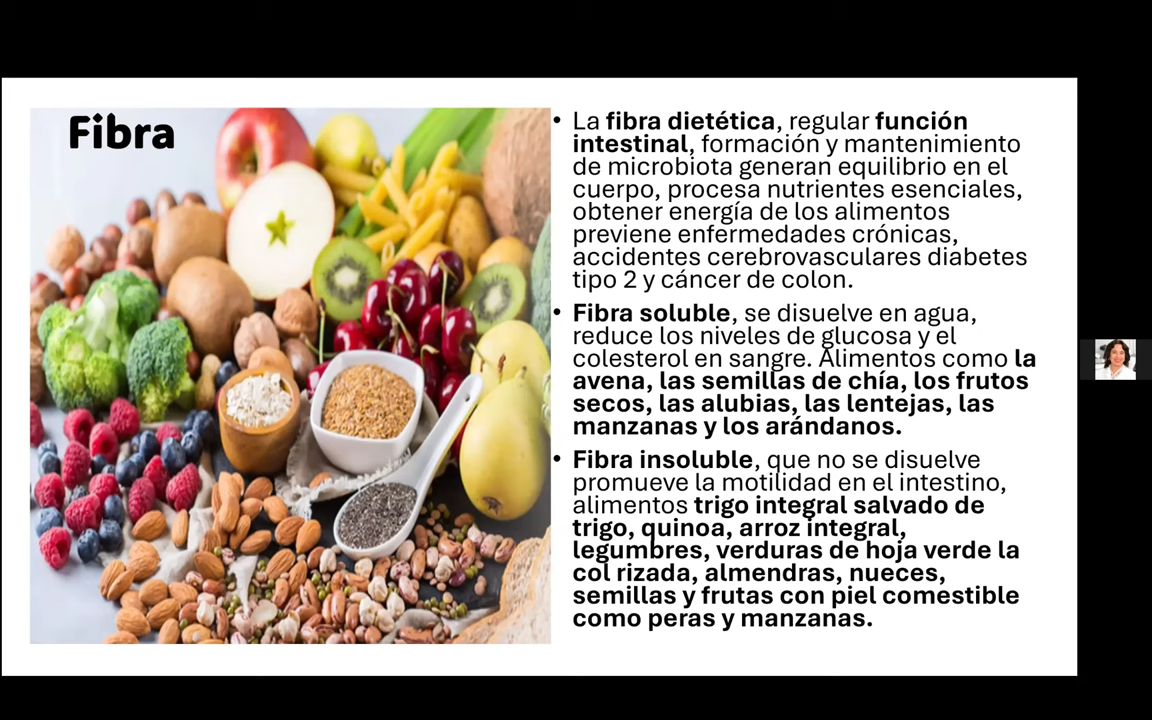 Fibra
• La fibra dietética, regular función
intestinal, formación y mantenimiento
de microbiota generan equilibrio en el
cuerpo, procesa nutrientes esenciales,
obtener energía de los alimentos
previene enfermedades crónicas,
accidentes cerebrovasculares diabetes
tipo 2 y cáncer de colon.
• Fibra soluble, se disuelve en agua,
reduce los niveles de glucosa y el
colesterol en sangre. Alimentos como la
avena, las semillas de chía, los frutos
secos, las alubias, las lentejas, las
manzanas y los arándanos.
• Fibra insoluble, que no se disuelve
promueve la motilidad en el intestino,
alimentos trigo integral salvado de
trigo, quinoa, arroz integral,
legumbres, verduras de hoja verde la
col rizada, almendras, nueces,
semillas y frutas con piel comestible
como peras y manzanas.